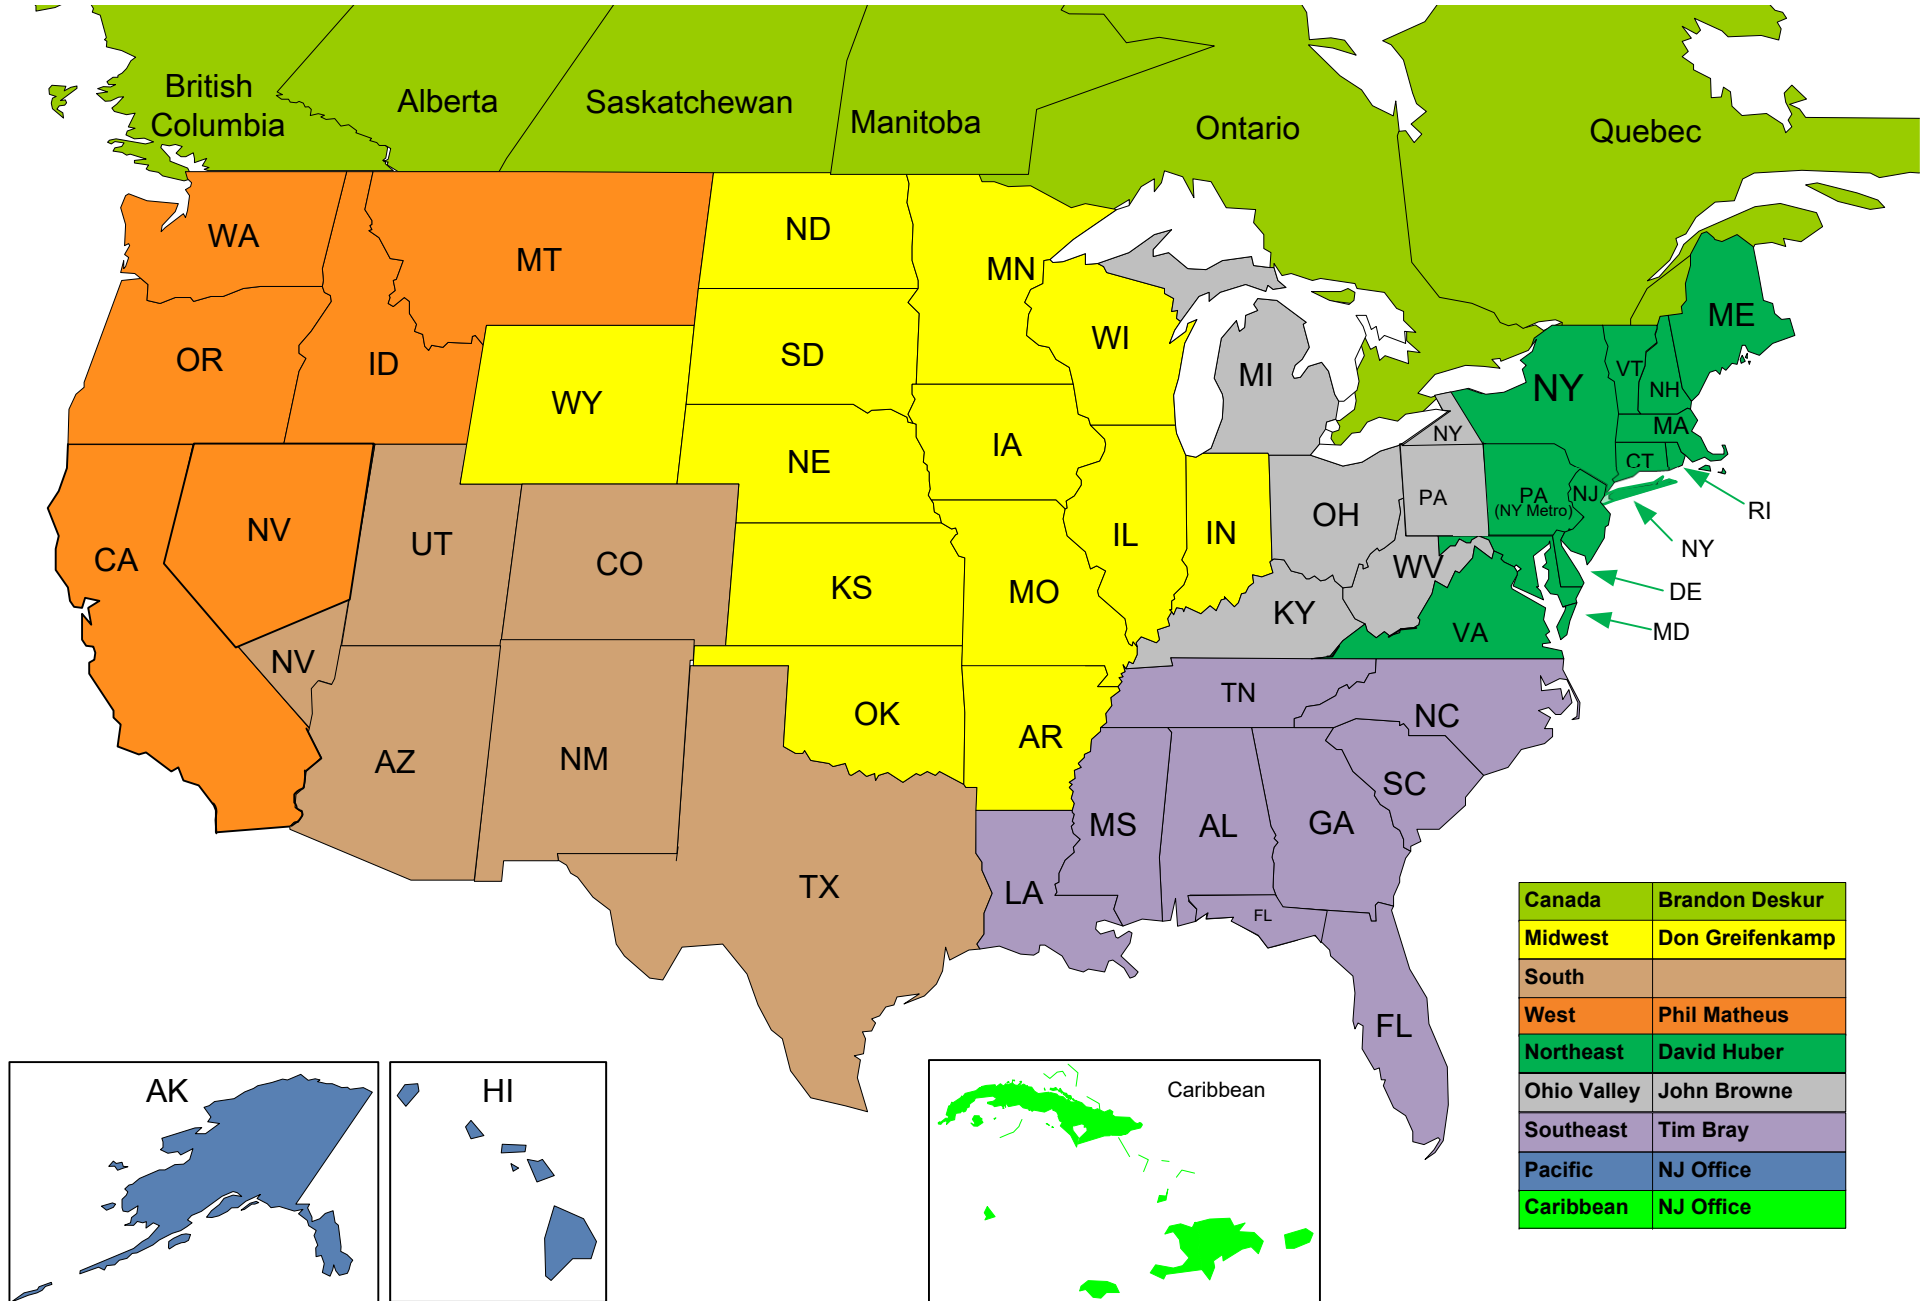 British
Columbia
Alberta
Saskatchewan
Manitoba
Ontario
Quebec
WA
MT
ND
MN
OR
ID
WY
SD
WI
MI
NY
VT
NH
ME
MA
CT
RI
NY
NY
DE
MD
NE
IA
CA
NV
UT
CO
KS
MO
IL
IN
OH
PA
PA
(NY Metro)
NJ
WV
KY
VA
NV
AZ
NM
OK
AR
TN
NC
SC
TX
LA
MS
AL
GA
FL
FL
AK
HI
Caribbean
Canada Brandon Deskur
Midwest Don Greifenkamp
South
West Phil Matheus
Northeast David Huber
Ohio Valley John Browne
Southeast Tim Bray
Pacific NJ Office
Caribbean NJ Office